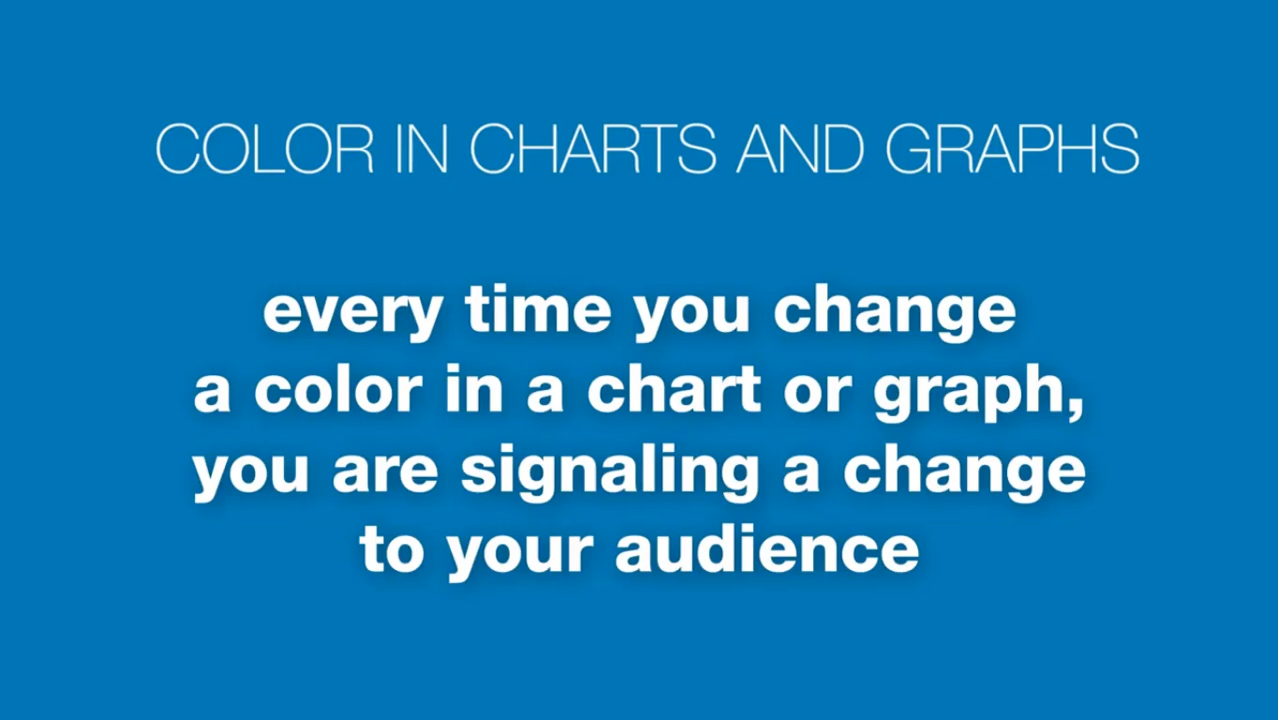 COLOR IN CHARTS AND GRAPHS
every time you change
a color in a chart or graph,
you are signaling a change
to your audience